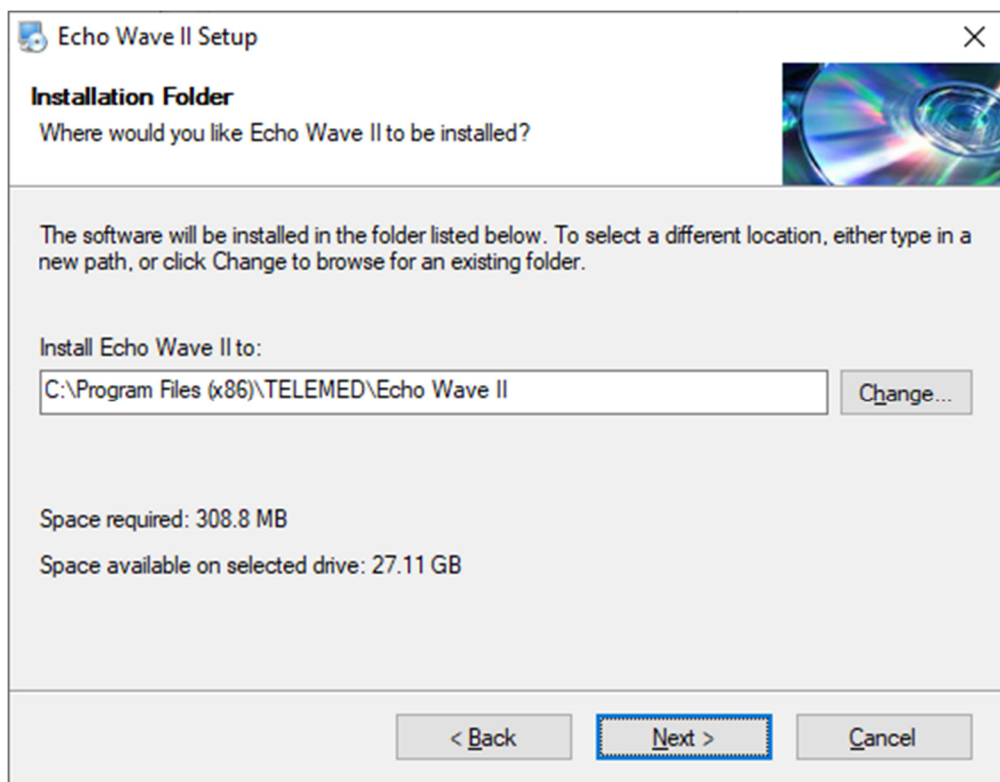 Echo Wave II Setup
Installation Folder
Where would you like Echo Wave II to be installed?
The software will be installed in the folder listed below. To select a different location, either type in a
new path, or click Change to browse for an existing folder.
Install Echo Wave II to:
C:\Program Files (x86)\TELEMED\Echo Wave II
Change...
Space required: 308.8 MB
Space available on selected drive: 27.11 GB
< Back
Next >
Cancel